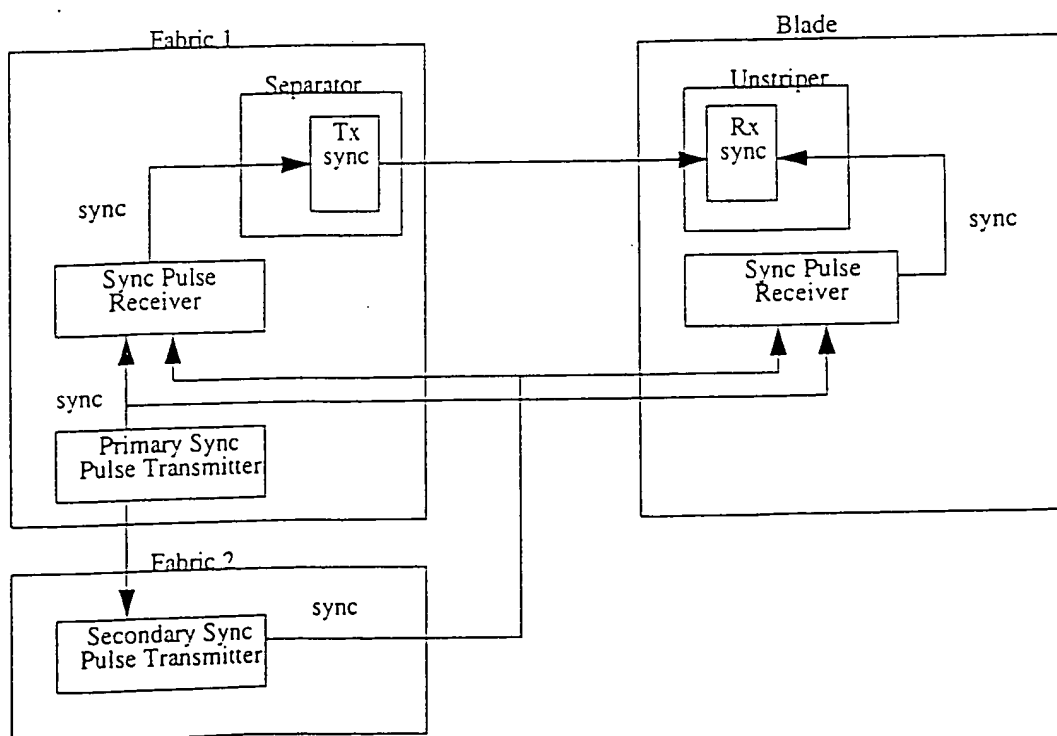 Fabric 1
Blade
Separator
Unstriper
Tx
sync
Rx
sync
sync
sync
Sync Pulse
Receiver
Sync Pulse
Receiver
sync
Primary Sync
Pulse Transmitter
Fabric 2
sync
Secondary Sync
Pulse Transmitter